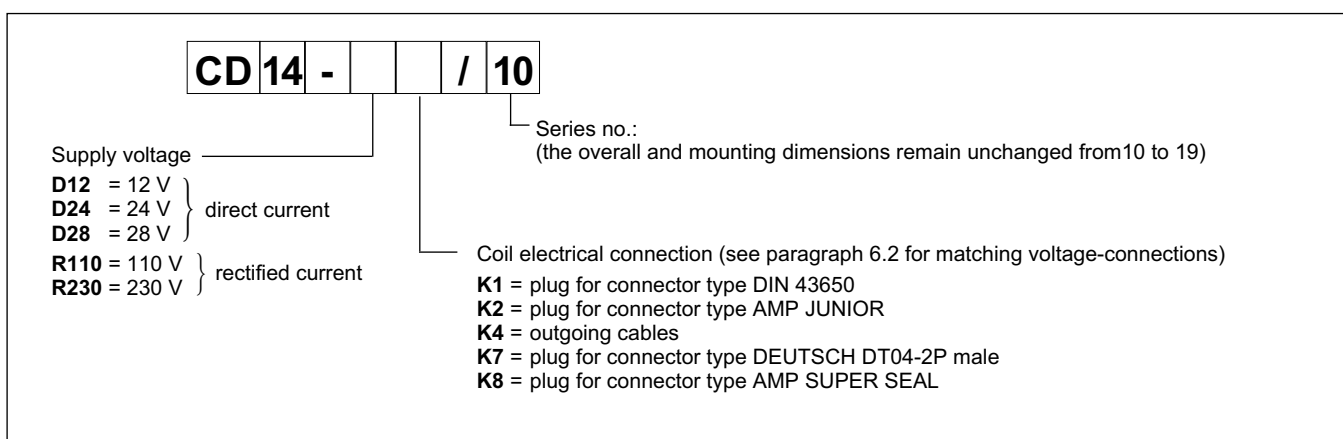 CD 14 - / 10
Series no.:
(the overall and mounting dimensions remain unchanged from10 to 19)
Supply voltage
D12 = 12 V
D24 = 24 V
D28 = 28 V
direct current
R110 = 110 V
R230 = 230 V
rectified current
Coil electrical connection (see paragraph 6.2 for matching voltage-connections)
K1 = plug for connector type DIN 43650
K2 = plug for connector type AMP JUNIOR
K4 = outgoing cables
K7 = plug for connector type DEUTSCH DT04-2P male
K8 = plug for connector type AMP SUPER SEAL